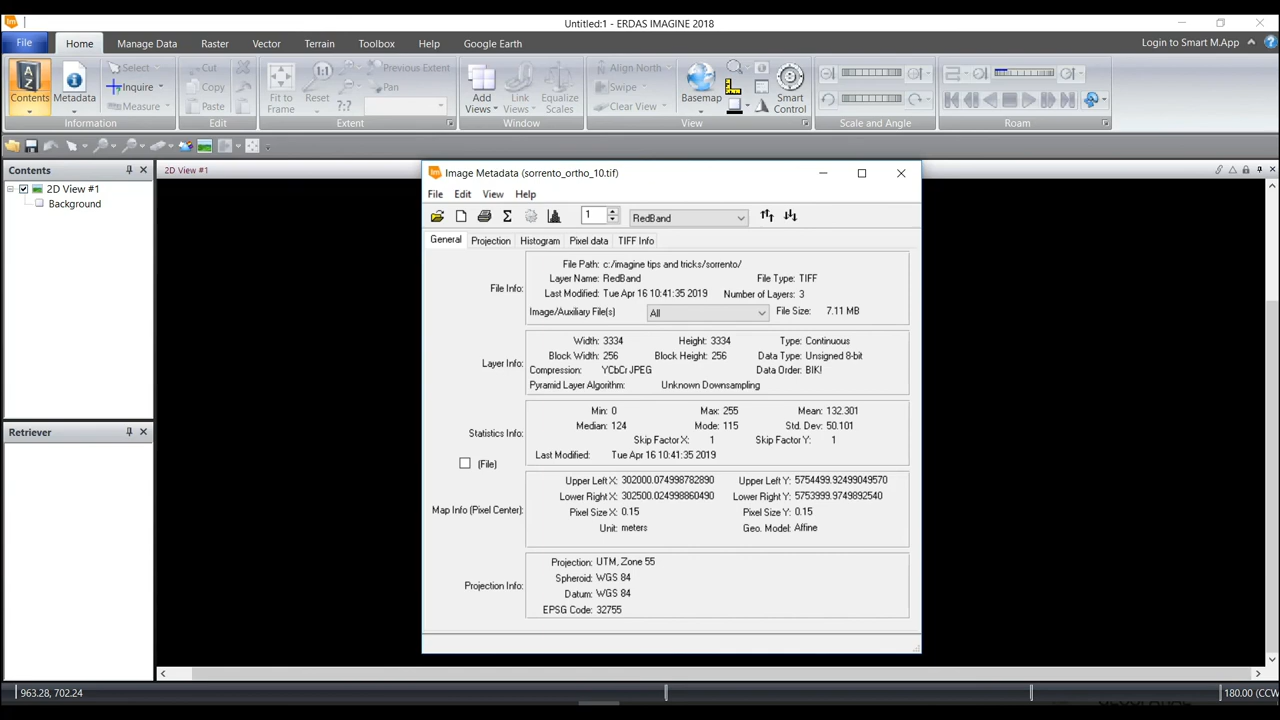 Untitled:1 - ERDAS IMAGINE 2018
File Home Manage Data Raster Vector Terrain Toolbox Help Google Earth Login to Smart M.App
Contents Metadata Select Inquire Measure
Cut Copy Paste
Fit to Frame 1:1 Reset Previous Extent Pan
Add Views Link Views Equalize Scales
Align North Swipe Clear View Basemap Smart Control
Information Edit Extent Window View Scale and Angle Roam
Contents
2D View #1
Background
Retriever
2D View #1
Image Metadata (sorrento_ortho_10.tif)
File Edit View Help
1 RedBand
General Projection Histogram Pixel data TIFF Info
File Info:
File Path: c:/imagine tips and tricks/sorrento/
Layer Name: RedBand File Type: TIFF
Last Modified: Tue Apr 16 10:41:35 2019 Number of Layers: 3
Image/Auxiliary File(s) All File Size: 7.11 MB
Layer Info:
Width: 3334 Height: 3334 Type: Continuous
Block Width: 256 Block Height: 256 Data Type: Unsigned 8-bit
Compression: YCbCr JPEG Data Order: BIK!
Pyramid Layer Algorithm: Unknown Downsampling
Statistics Info:
(File)
Min: 0 Max: 255 Mean: 132.301
Median: 124 Mode: 115 Std. Dev: 50.101
Skip Factor X: 1 Skip Factor Y: 1
Last Modified: Tue Apr 16 10:41:35 2019
Map Info (Pixel Center):
Upper Left X: 302000.074998782890 Upper Left Y: 5754499.92499049570
Lower Right X: 302500.024998860490 Lower Right Y: 5753999.9749892540
Pixel Size X: 0.15 Pixel Size Y: 0.15
Unit: meters Geo. Model: Affine
Projection Info:
Projection: UTM, Zone 55
Spheroid: WGS 84
Datum: WGS 84
EPSG Code: 32755
963.28, 702.24 180.00 (CCW